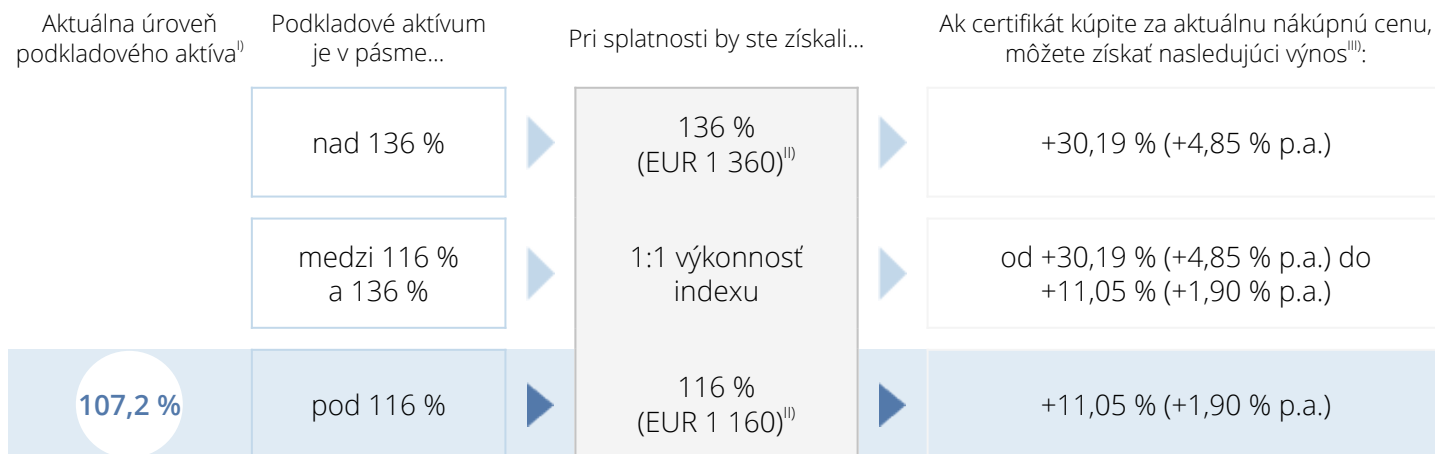 Aktuálna úroveň
podkladového aktíva^I)
Podkladové aktívum
je v pásme...
Pri splatnosti by ste získali...
Ak certifikát kúpite za aktuálnu nákúpnú cenu,
môžete získať nasledujúci výnos^III):
nad 136 %
136 %
(EUR 1 360)^II)
+30,19 % (+4,85 % p.a.)
medzi 116 %
a 136 %
1:1 výkonnosť
indexu
od +30,19 % (+4,85 % p.a.) do
+11,05 % (+1,90 % p.a.)
107,2 %
pod 116 %
116 %
(EUR 1 160)^II)
+11,05 % (+1,90 % p.a.)